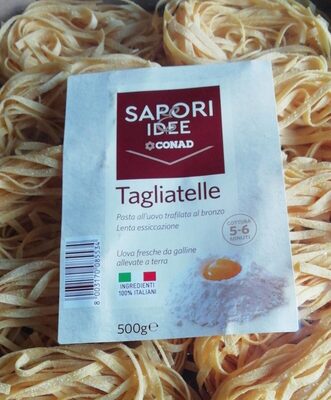 SAPORI
& IDEE
CONAD
Tagliatelle
Pasta all'uovo trafilata al bronzo
Lenta essiccazione
COTTURA
5-6
MINUTI
Uova fresche da galline
allevate a terra
INGREDIENTI
100% ITALIANI
8003170085534
500g℮